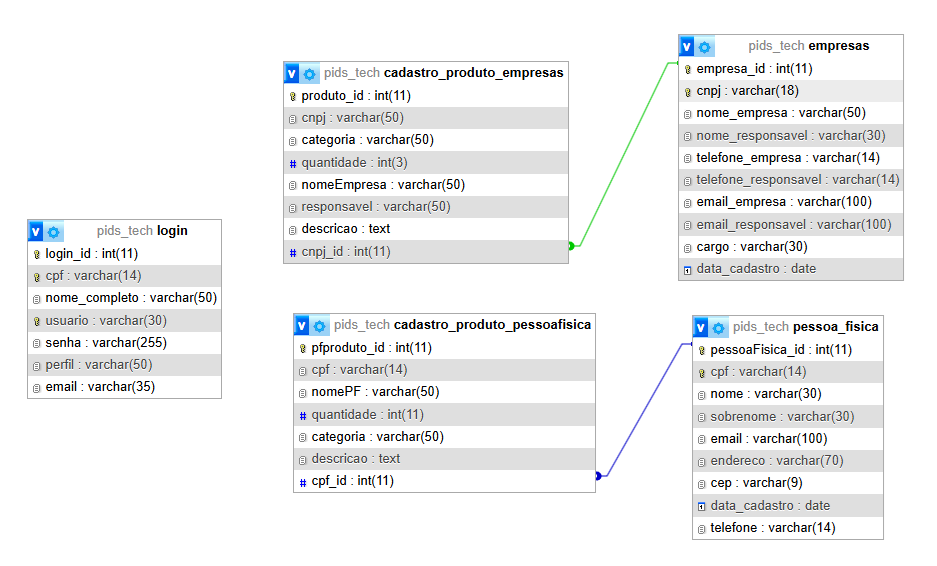 v pids_tech empresas
empresa_id : int(11)
cnpj : varchar(18)
nome_empresa : varchar(50)
nome_responsavel : varchar(30)
telefone_empresa : varchar(14)
telefone_responsavel : varchar(14)
email_empresa : varchar(100)
email_responsavel : varchar(100)
cargo : varchar(30)
data_cadastro : date
v pids_tech cadastro_produto_empresas
produto_id : int(11)
cnpj : varchar(50)
categoria : varchar(50)
# quantidade : int(3)
nomeEmpresa : varchar(50)
responsavel : varchar(50)
descricao : text
# cnpj_id : int(11)
v pids_tech login
login_id : int(11)
cpf : varchar(14)
nome_completo : varchar(50)
usuario : varchar(30)
senha : varchar(255)
perfil : varchar(50)
email : varchar(35)
v pids_tech cadastro_produto_pessoafisica
pfproduto_id : int(11)
cpf : varchar(14)
nomePF : varchar(50)
# quantidade : int(11)
categoria : varchar(50)
descricao : text
# cpf_id : int(11)
v pids_tech pessoa_fisica
pessoaFisica_id : int(11)
cpf : varchar(14)
nome : varchar(30)
sobrenome : varchar(30)
email : varchar(100)
endereco : varchar(70)
cep : varchar(9)
data_cadastro : date
telefone : varchar(14)